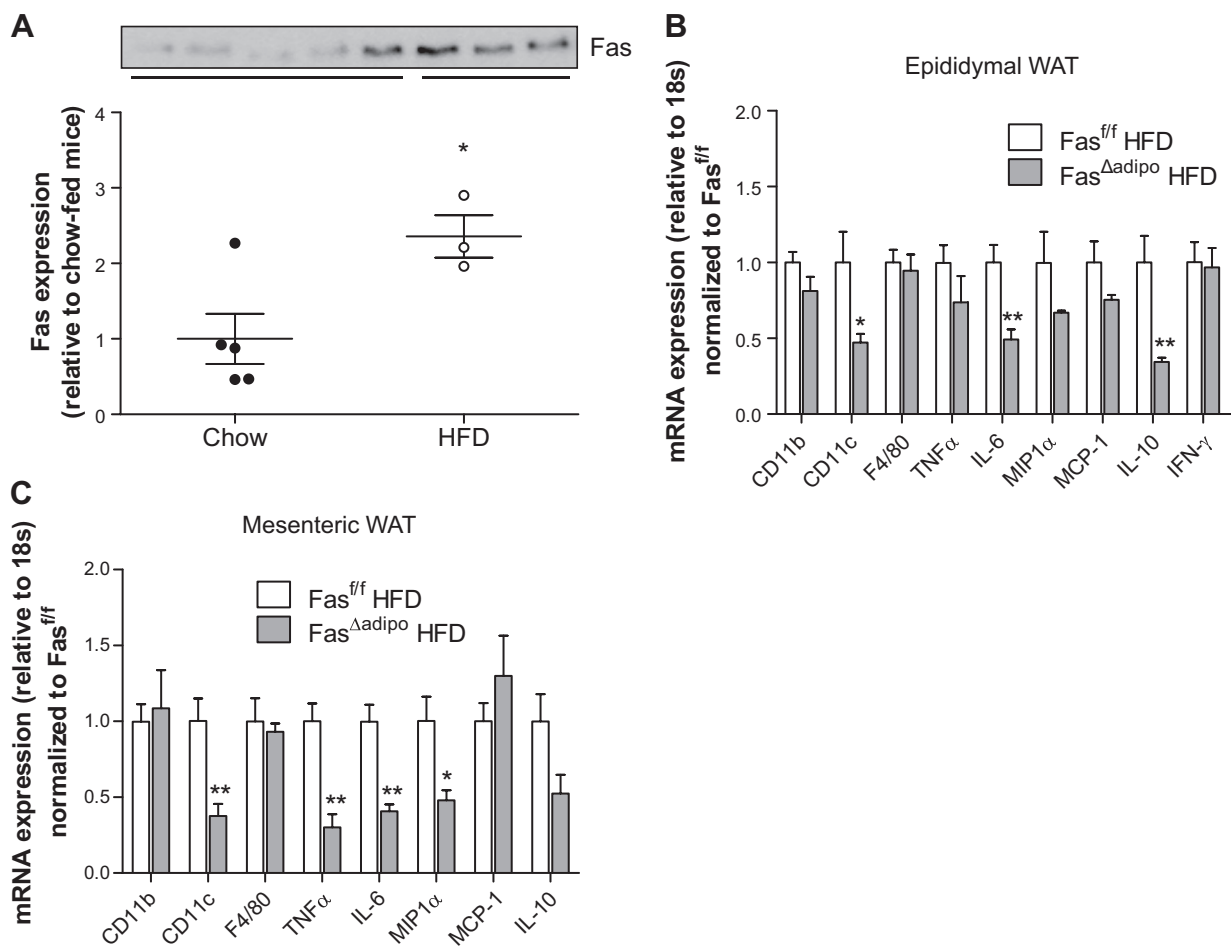 A
Fas
Fas expression
(relative to chow-fed mice)
4
3
2
1
0
*
Chow
HFD
B
Epididymal WAT
mRNA expression (relative to 18s)
normalized to Fas^f/f
2.0
1.5
1.0
0.5
0.0
Fas^f/f HFD
Fas^Δadipo HFD
*
**
**
CD11b
CD11c
F4/80
TNFα
IL-6
MIP1α
MCP-1
IL-10
IFN-γ
C
Mesenteric WAT
mRNA expression (relative to 18s)
normalized to Fas^f/f
2.0
1.5
1.0
0.5
0.0
Fas^f/f HFD
Fas^Δadipo HFD
**
**
**
*
CD11b
CD11c
F4/80
TNFα
IL-6
MIP1α
MCP-1
IL-10